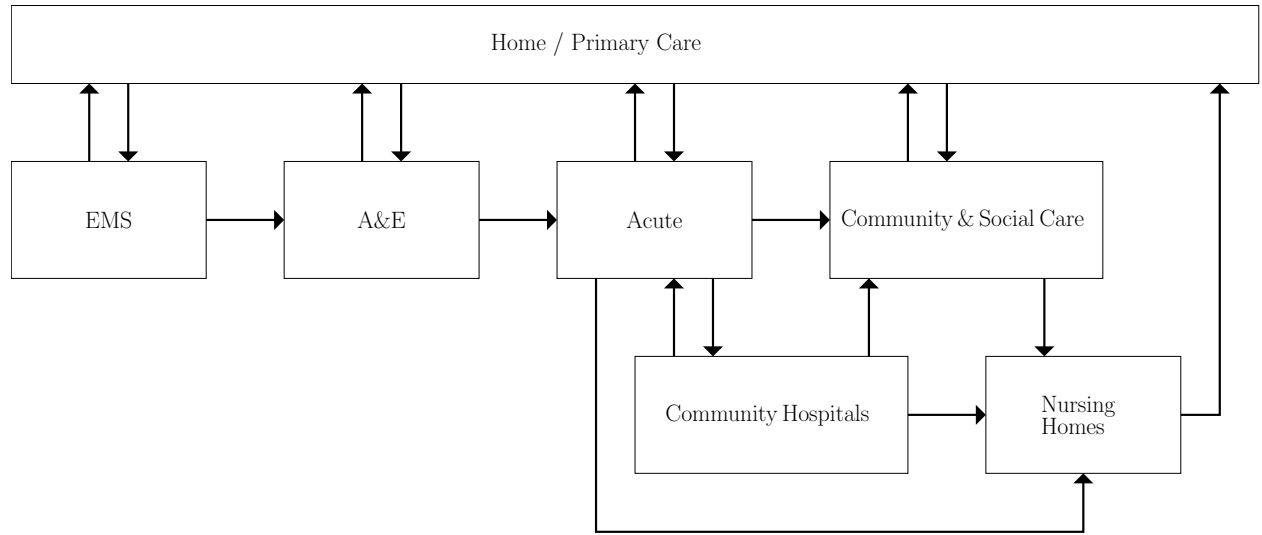 Home / Primary Care
EMS
A&E
Acute
Community & Social Care
Community Hospitals
Nursing
Homes